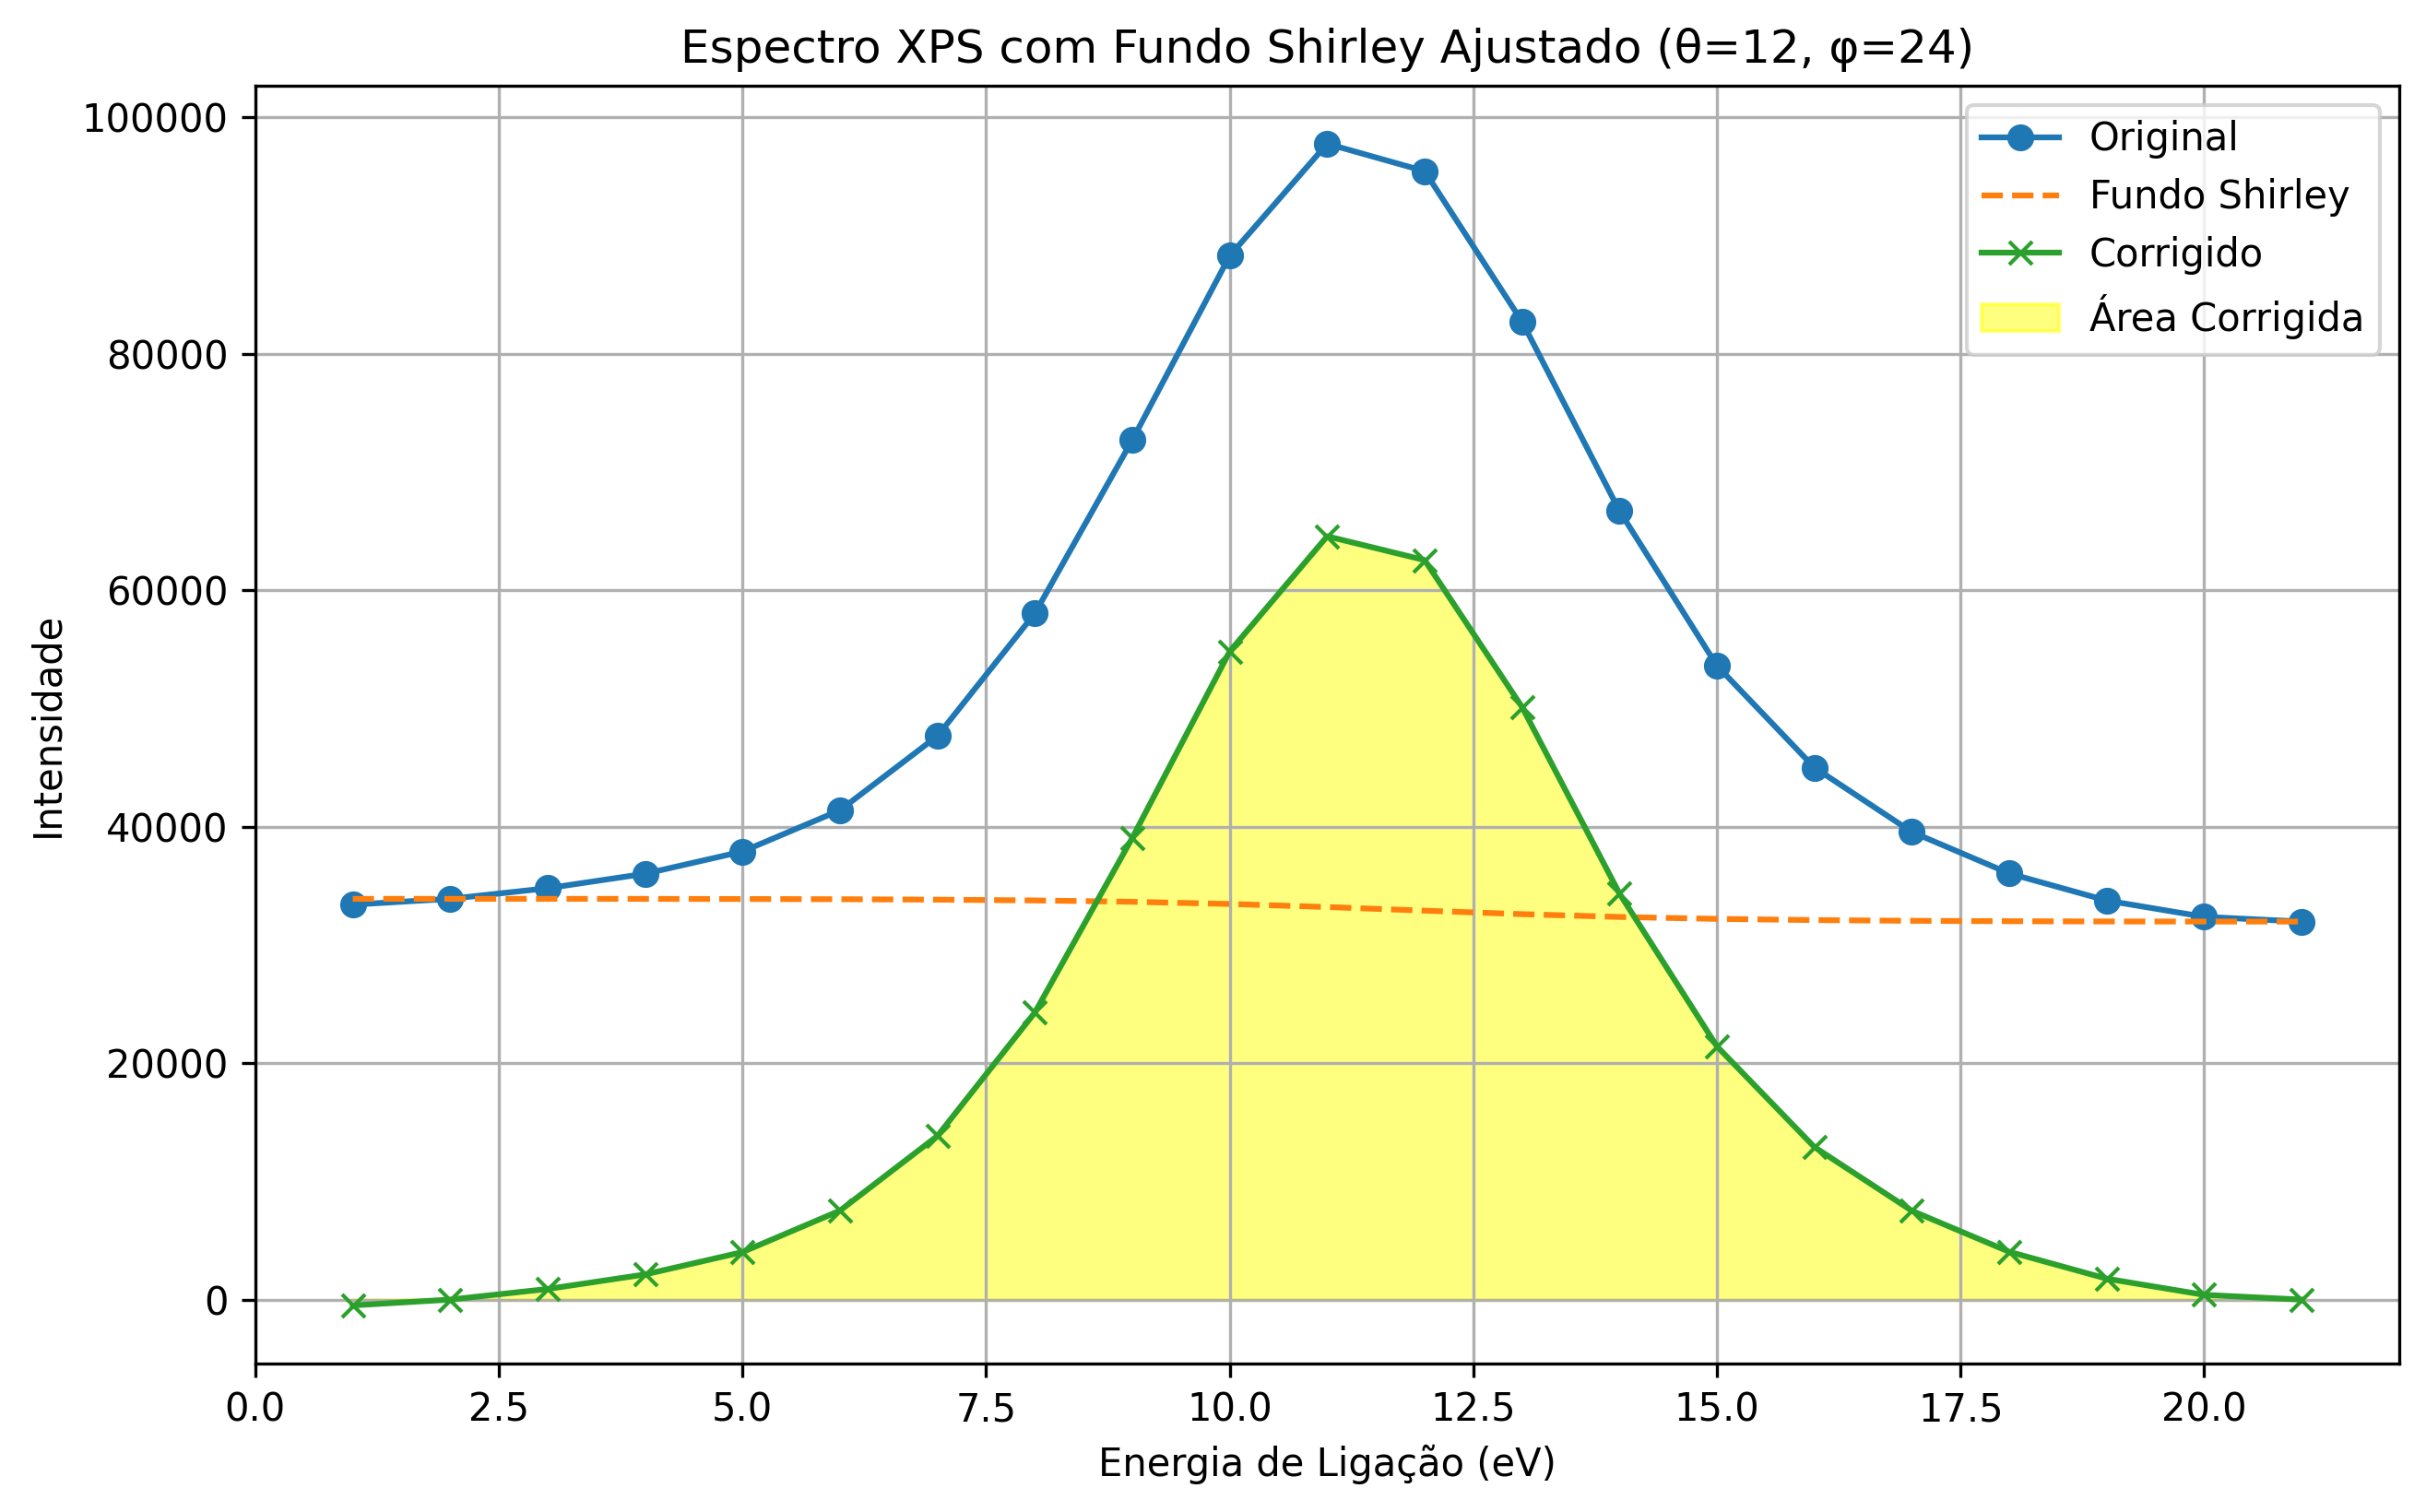 Espectro XPS com Fundo Shirley Ajustado (θ=12, φ=24)
100000
80000
60000
40000
20000
0
Intensidade
Original
Fundo Shirley
Corrigido
Área Corrigida
0.0 2.5 5.0 7.5 10.0 12.5 15.0 17.5 20.0
Energia de Ligação (eV)